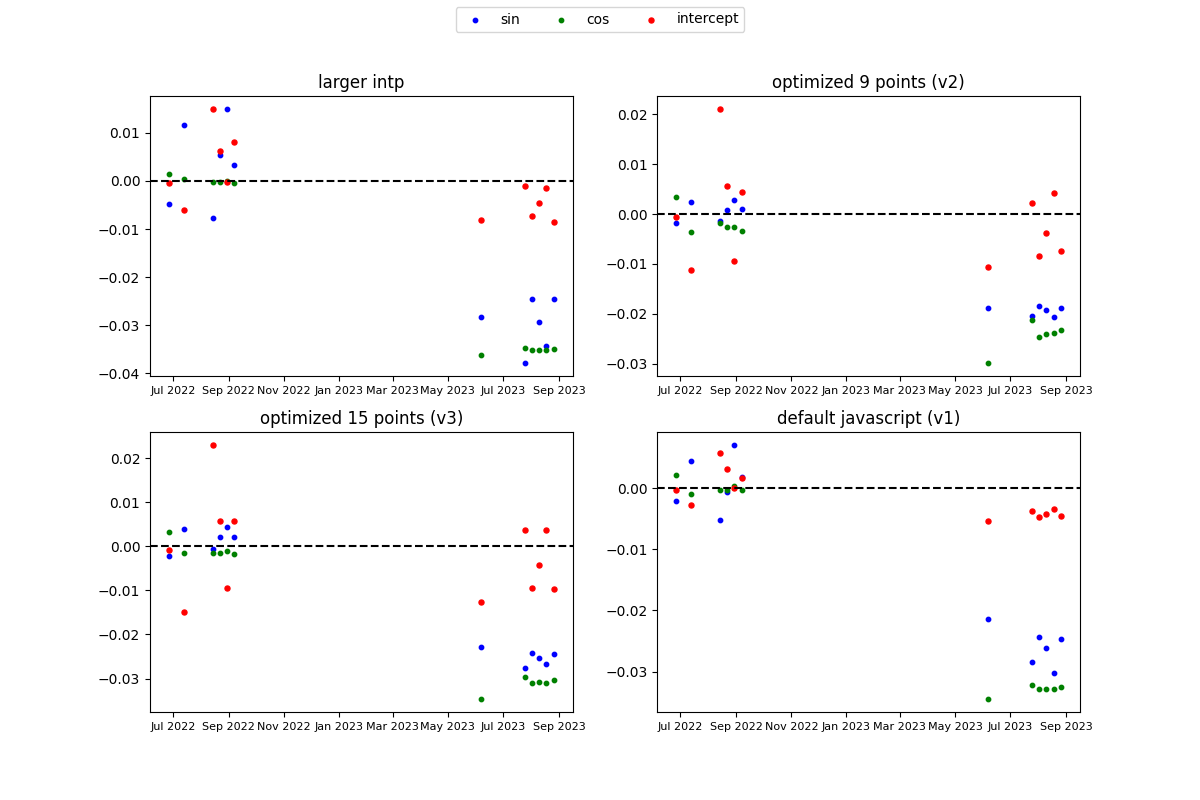 sin cos intercept
larger intp
0.01
0.00
−0.01
−0.02
−0.03
−0.04
Jul 2022 Sep 2022 Nov 2022 Jan 2023 Mar 2023 May 2023 Jul 2023 Sep 2023
optimized 9 points (v2)
0.02
0.01
0.00
−0.01
−0.02
−0.03
Jul 2022 Sep 2022 Nov 2022 Jan 2023 Mar 2023 May 2023 Jul 2023 Sep 2023
optimized 15 points (v3)
0.02
0.01
0.00
−0.01
−0.02
−0.03
Jul 2022 Sep 2022 Nov 2022 Jan 2023 Mar 2023 May 2023 Jul 2023 Sep 2023
default javascript (v1)
0.00
−0.01
−0.02
−0.03
Jul 2022 Sep 2022 Nov 2022 Jan 2023 Mar 2023 May 2023 Jul 2023 Sep 2023